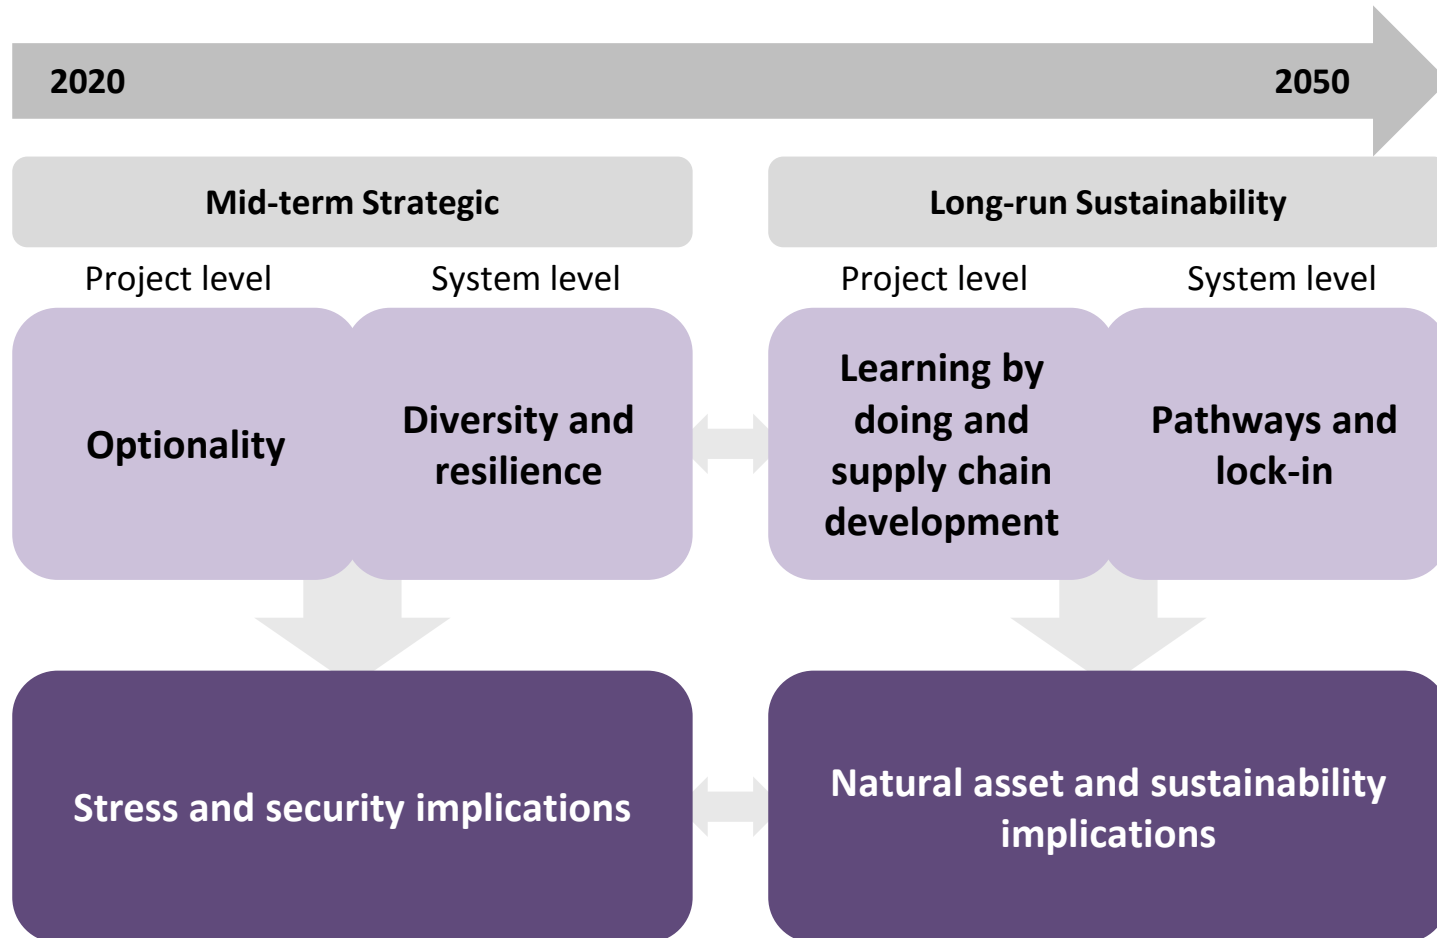 2020
2050
Mid-term Strategic
Long-run Sustainability
Project level
System level
Project level
System level
Optionality
Diversity and
resilience
Learning by
doing and
supply chain
development
Pathways and
lock-in
Stress and security implications
Natural asset and sustainability
implications